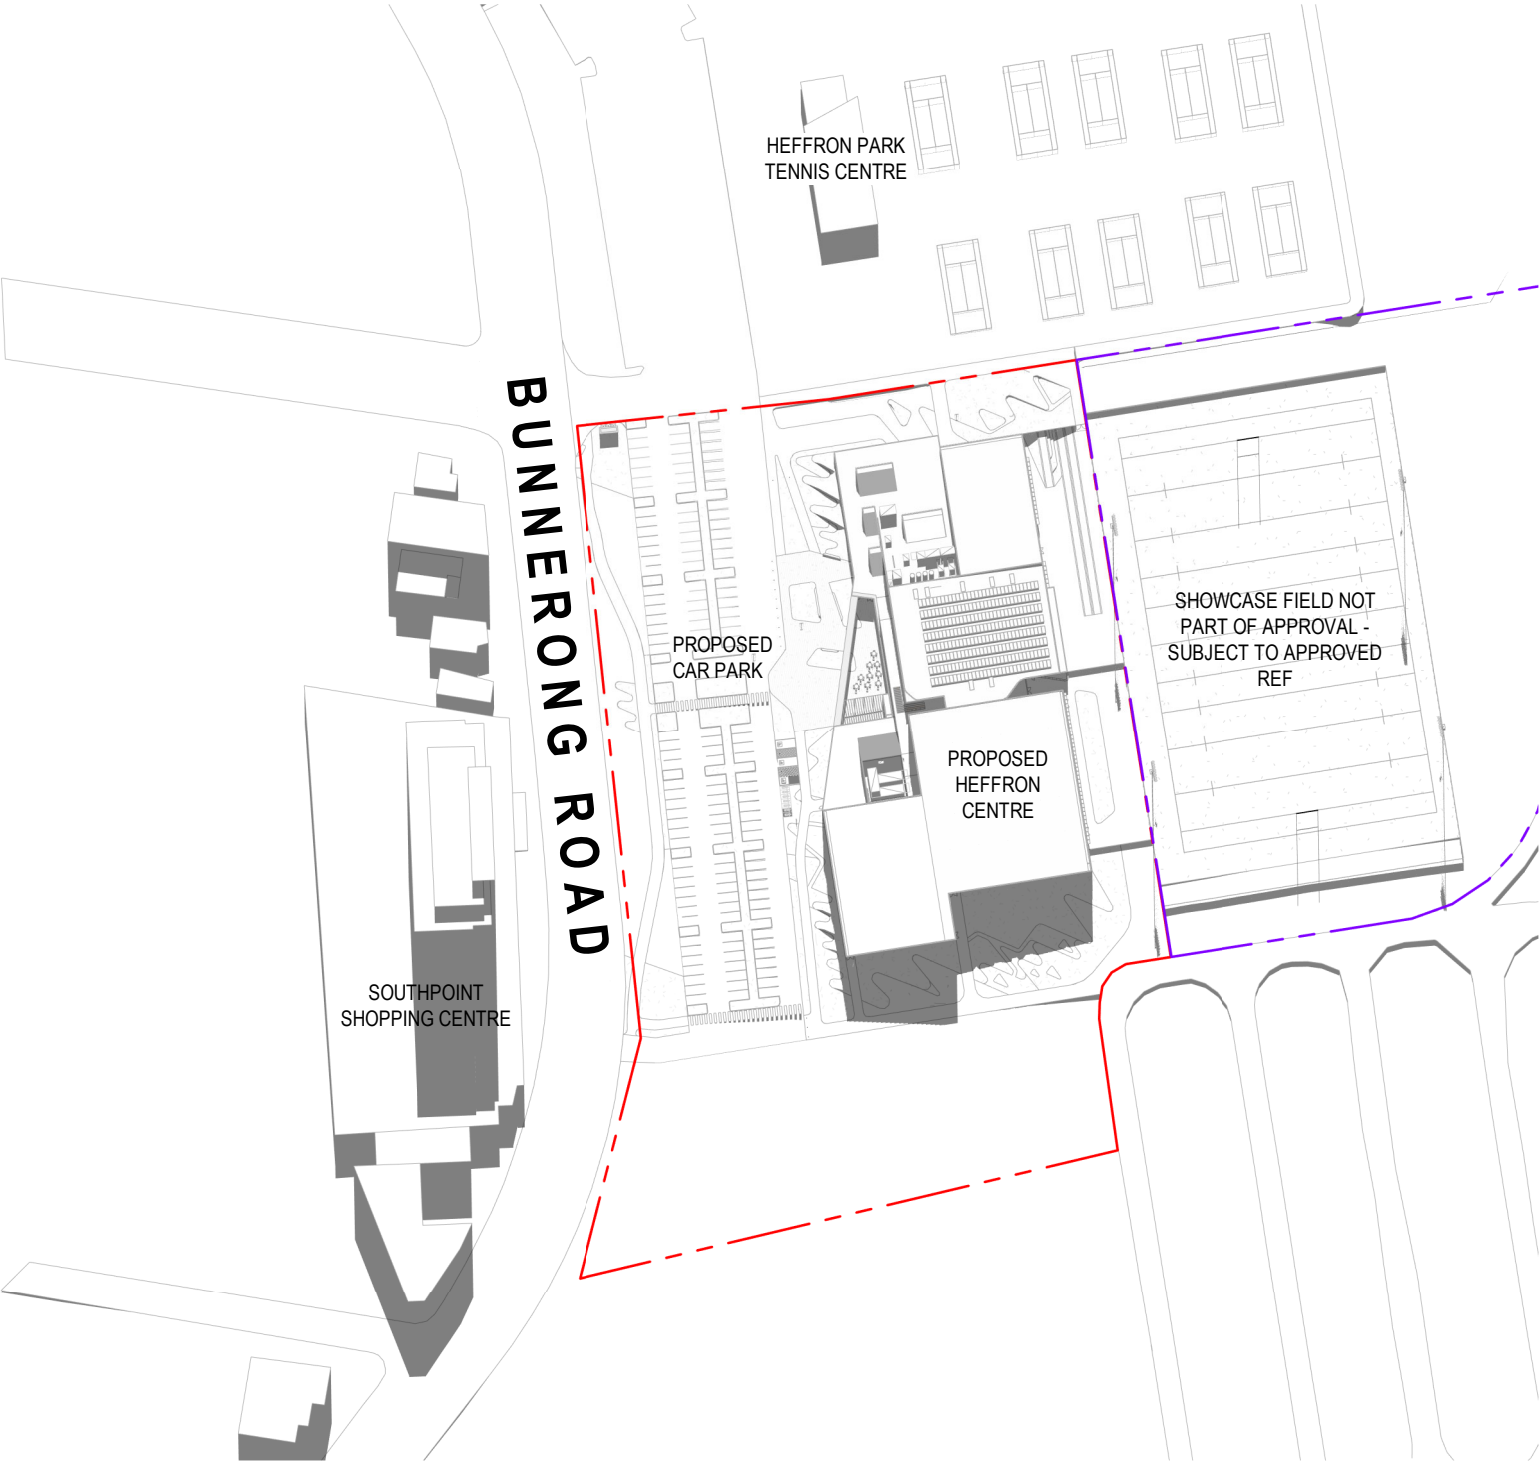 HEFFRON PARK
TENNIS CENTRE
BUNNERONG ROAD
SHOWCASE FIELD NOT
PART OF APPROVAL -
SUBJECT TO APPROVED
REF
PROPOSED
CAR PARK
PROPOSED
HEFFRON
CENTRE
SOUTHPOINT
SHOPPING CENTRE